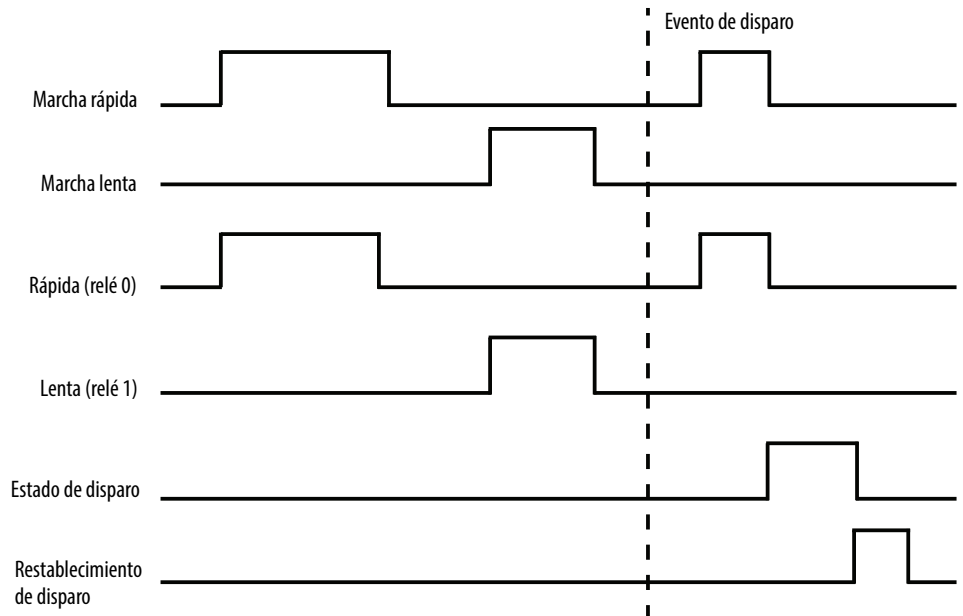 Evento de disparo
Marcha rápida
Marcha lenta
Rápida (relé 0)
Lenta (relé 1)
Estado de disparo
Restablecimiento
de disparo